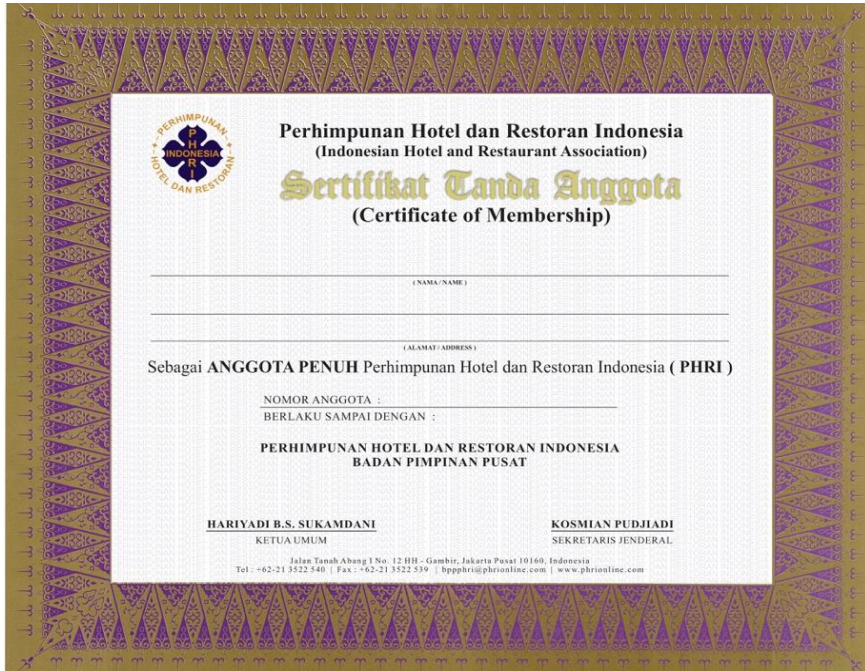 PERHIMPUNAN
PHRI
INDONESIA
HOTEL DAN RESTORAN
Perhimpunan Hotel dan Restoran Indonesia
(Indonesian Hotel and Restaurant Association)
Sertifikat Tanda Anggota
(Certificate of Membership)
( NAMA / NAME )
( ALAMAT / ADDRESS )
Sebagai ANGGOTA PENUH Perhimpunan Hotel dan Restoran Indonesia ( PHRI )
NOMOR ANGGOTA :
BERLAKU SAMPAI DENGAN :
PERHIMPUNAN HOTEL DAN RESTORAN INDONESIA
BADAN PIMPINAN PUSAT
HARIYADI B.S. SUKAMDANI KOSMIAN PUDJIADI
KETUA UMUM SEKRETARIS JENDERAL
Jalan Tanah Abang I No. 12 HH - Gambir, Jakarta Pusat 10160, Indonesia
Tel : +62-21 3522 540 | Fax : +62-21 3522 539 | bppphri@phrionline.com | www.phrionline.com